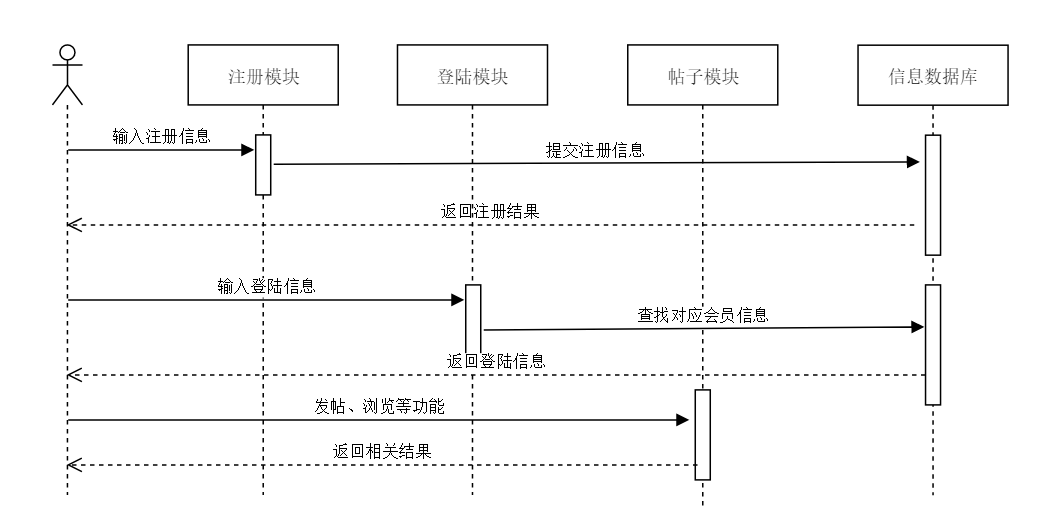 注册模块
登陆模块
帖子模块
信息数据库
输入注册信息
提交注册信息
返回注册结果
输入登陆信息
查找对应会员信息
返回登陆信息
发帖、浏览等功能
返回相关结果